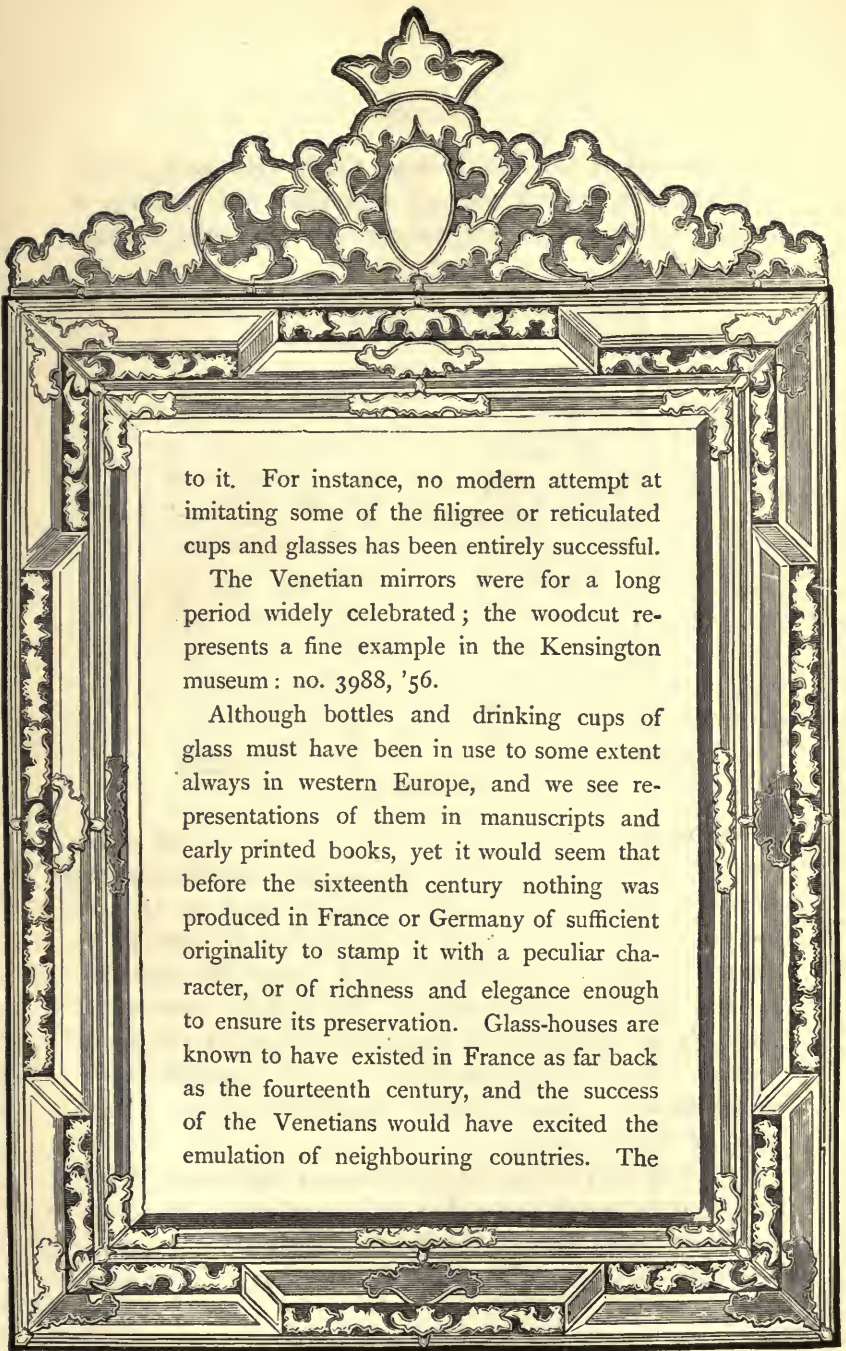 to it. For instance, no modern attempt at
imitating some of the filigree or reticulated
cups and glasses has been entirely successful.
The Venetian mirrors were for a long
period widely celebrated; the woodcut re-
presents a fine example in the Kensington
museum: no. 3988, '56.
Although bottles and drinking cups of
glass must have been in use to some extent
always in western Europe, and we see re-
presentations of them in manuscripts and
early printed books, yet it would seem that
before the sixteenth century nothing was
produced in France or Germany of sufficient
originality to stamp it with a peculiar cha-
racter, or of richness and elegance enough
to ensure its preservation. Glass-houses are
known to have existed in France as far back
as the fourteenth century, and the success
of the Venetians would have excited the
emulation of neighbouring countries. The